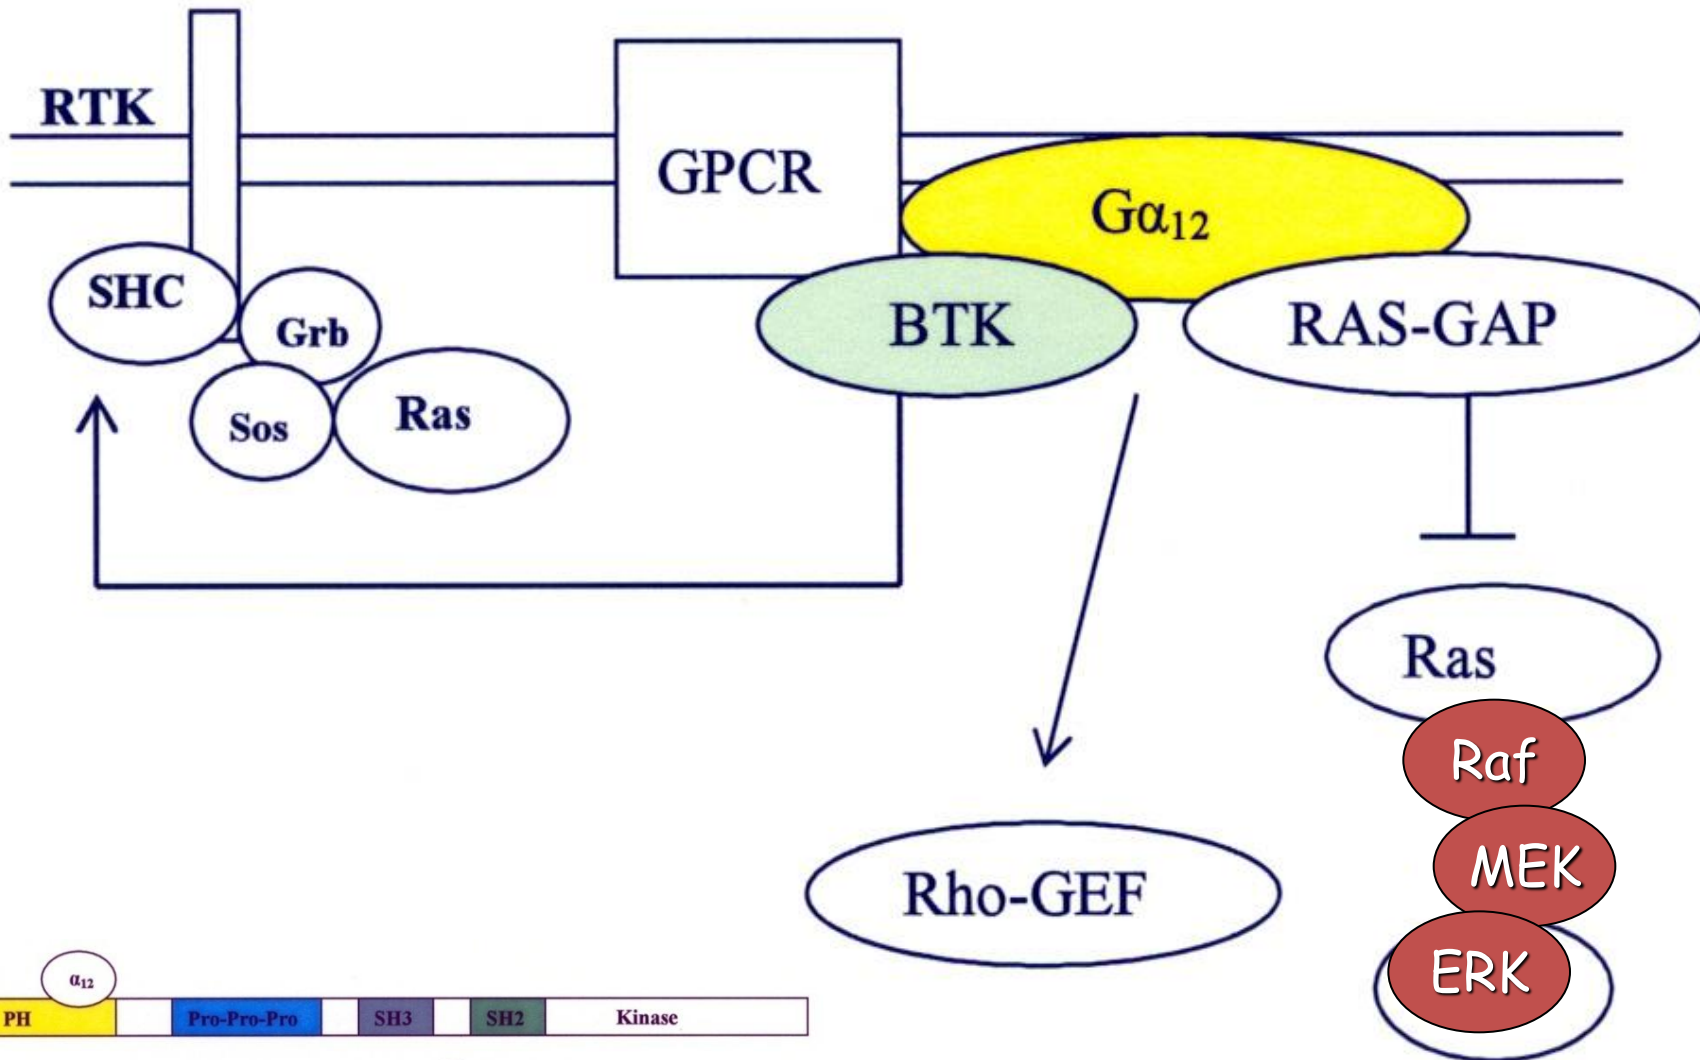 RTK
GPCR
Gα₁₂
SHC
Grb
BTK
RAS-GAP
Sos
Ras
Ras
Raf
MEK
Rho-GEF
ERK
α₁₂
PH
Pro-Pro-Pro
SH3
SH2
Kinase